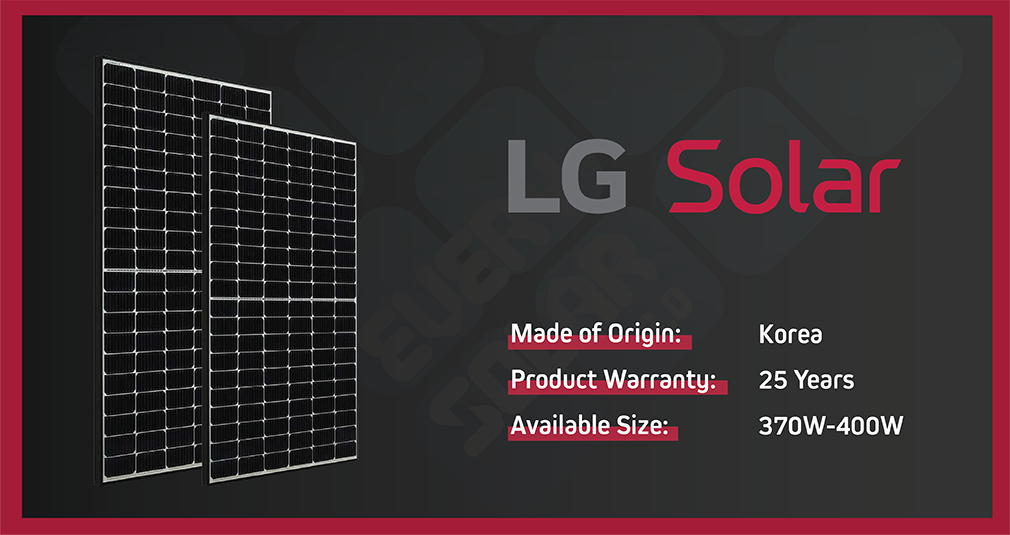 LG Solar
Made of Origin: Korea
Product Warranty: 25 Years
Available Size: 370W-400W